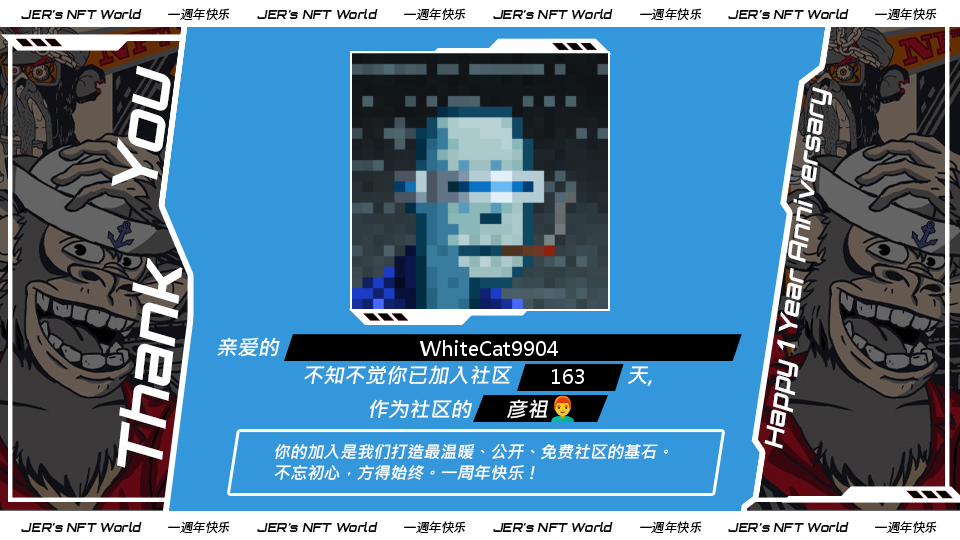 JER's NFT World 一週年快乐 JER's NFT World 一週年快乐 JER's NFT World 一週年快乐 JER's NFT World 一週年快乐
Thank You
亲爱的 WhiteCat9904
不知不觉你已加入社区 163 天,
作为社区的 彦祖👨‍🦰
你的加入是我们打造最温暖、公开、免费社区的基石。
不忘初心，方得始终。一周年快乐！
Happy 1 Year Anniversary
JER's NFT World 一週年快乐 JER's NFT World 一週年快乐 JER's NFT World 一週年快乐 JER's NFT World 一週年快乐